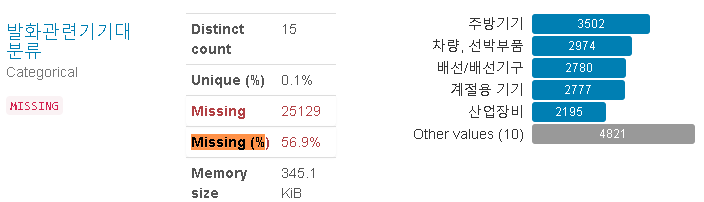 발화관련기기대
분류
Categorical
MISSING
Distinct
count
15
Unique (%)
0.1%
Missing
25129
Missing (%)
56.9%
Memory
size
345.1
KiB
주방기기
3502
차량, 선박부품
2974
배선/배선기구
2780
계절용 기기
2777
산업장비
2195
Other values (10)
4821